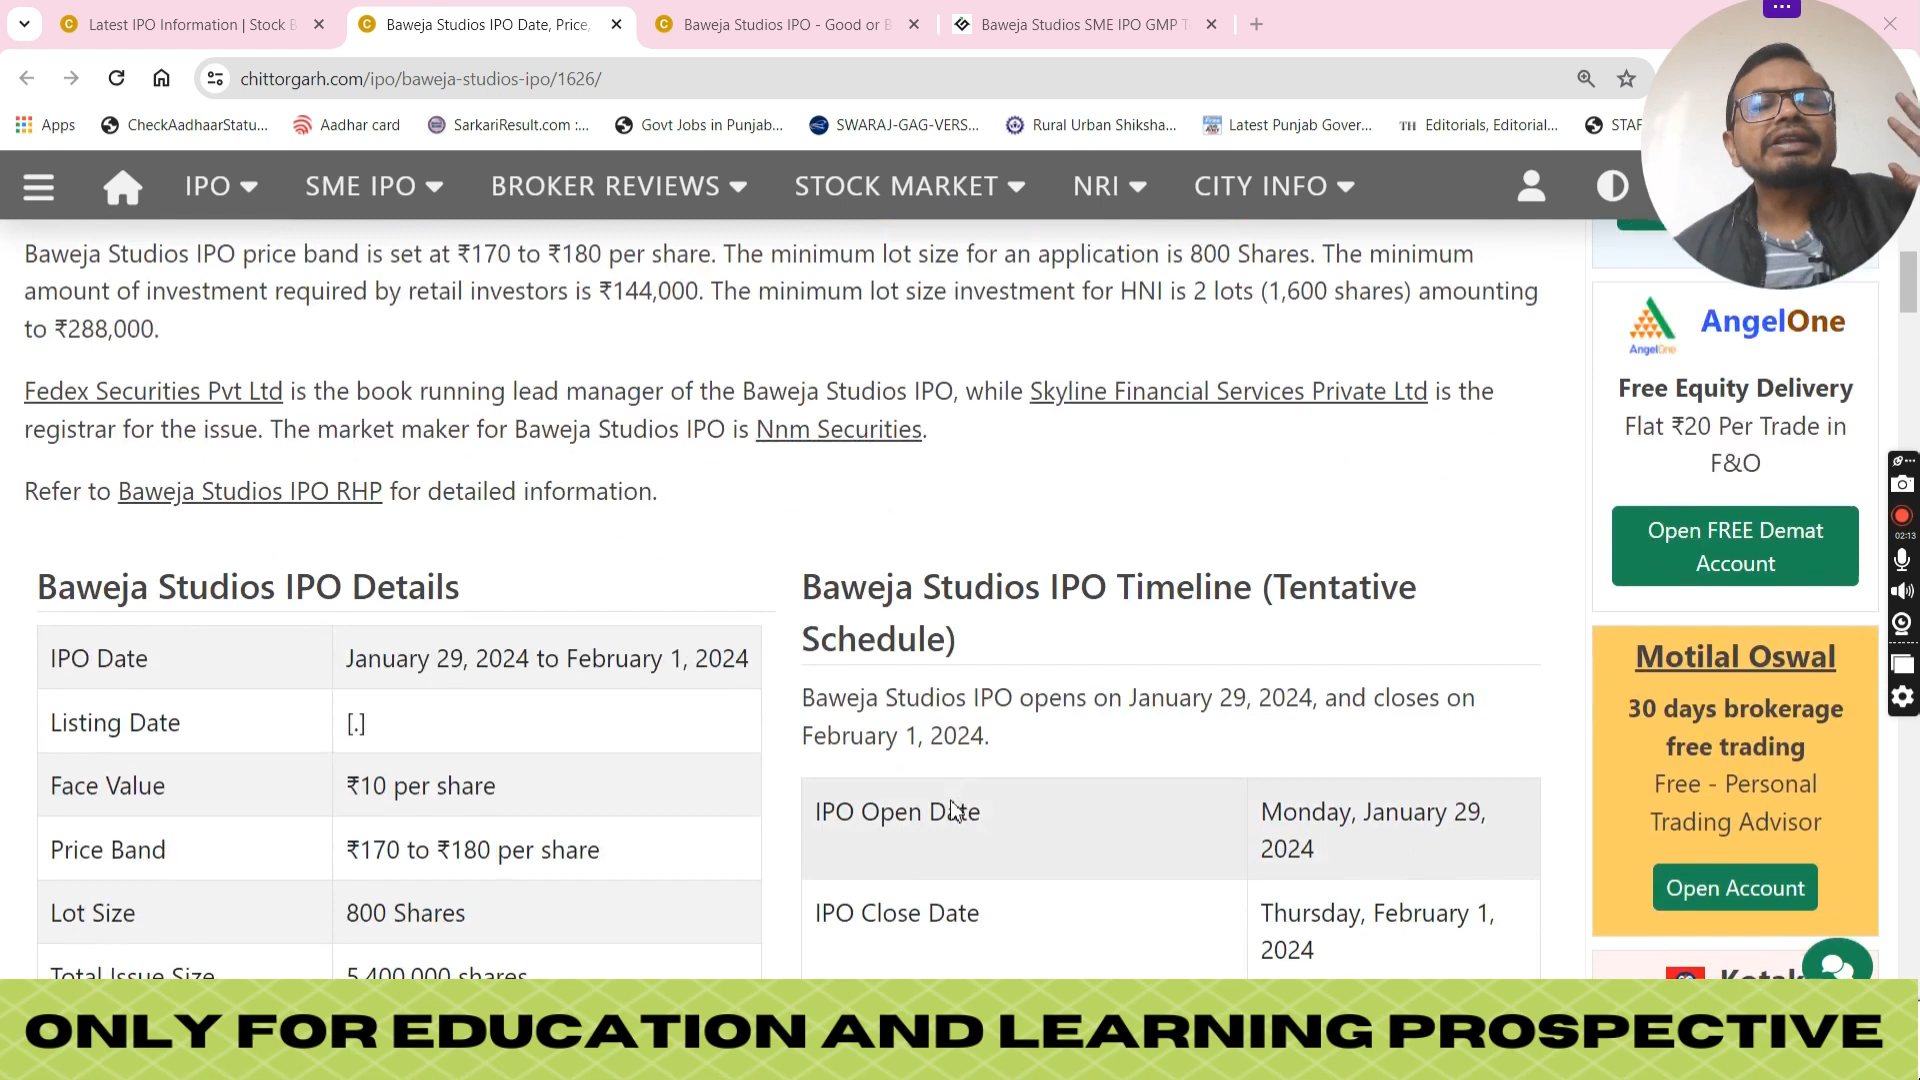 Latest IPO Information | Stock B
Baweja Studios IPO Date, Price,
Baweja Studios IPO - Good or B
Baweja Studios SME IPO GMP T
chittorgarh.com/ipo/baweja-studios-ipo/1626/
Apps
CheckAadhaarStatu...
Aadhar card
SarkariResult.com :...
Govt Jobs in Punjab...
SWARAJ-GAG-VERS...
Rural Urban Shiksha...
Latest Punjab Gover...
TH
Editorials, Editorial...
STAF
IPO
SME IPO
BROKER REVIEWS
STOCK MARKET
NRI
CITY INFO
Baweja Studios IPO price band is set at ₹170 to ₹180 per share. The minimum lot size for an application is 800 Shares. The minimum
amount of investment required by retail investors is ₹144,000. The minimum lot size investment for HNI is 2 lots (1,600 shares) amounting
to ₹288,000.
Fedex Securities Pvt Ltd is the book running lead manager of the Baweja Studios IPO, while Skyline Financial Services Private Ltd is the
registrar for the issue. The market maker for Baweja Studios IPO is Nnm Securities.
Refer to Baweja Studios IPO RHP for detailed information.
Baweja Studios IPO Details
IPO Date January 29, 2024 to February 1, 2024
Listing Date [.]
Face Value ₹10 per share
Price Band ₹170 to ₹180 per share
Lot Size 800 Shares
Total Issue Size 5,400,000 shares
Baweja Studios IPO Timeline (Tentative
Schedule)
Baweja Studios IPO opens on January 29, 2024, and closes on
February 1, 2024.
IPO Open Date Monday, January 29,
2024
IPO Close Date Thursday, February 1,
2024
AngelOne
AngelOne
Free Equity Delivery
Flat ₹20 Per Trade in
F&O
Open FREE Demat
Account
Motilal Oswal
30 days brokerage
free trading
Free - Personal
Trading Advisor
Open Account
Kotak
02:13
ONLY FOR EDUCATION AND LEARNING PROSPECTIVE